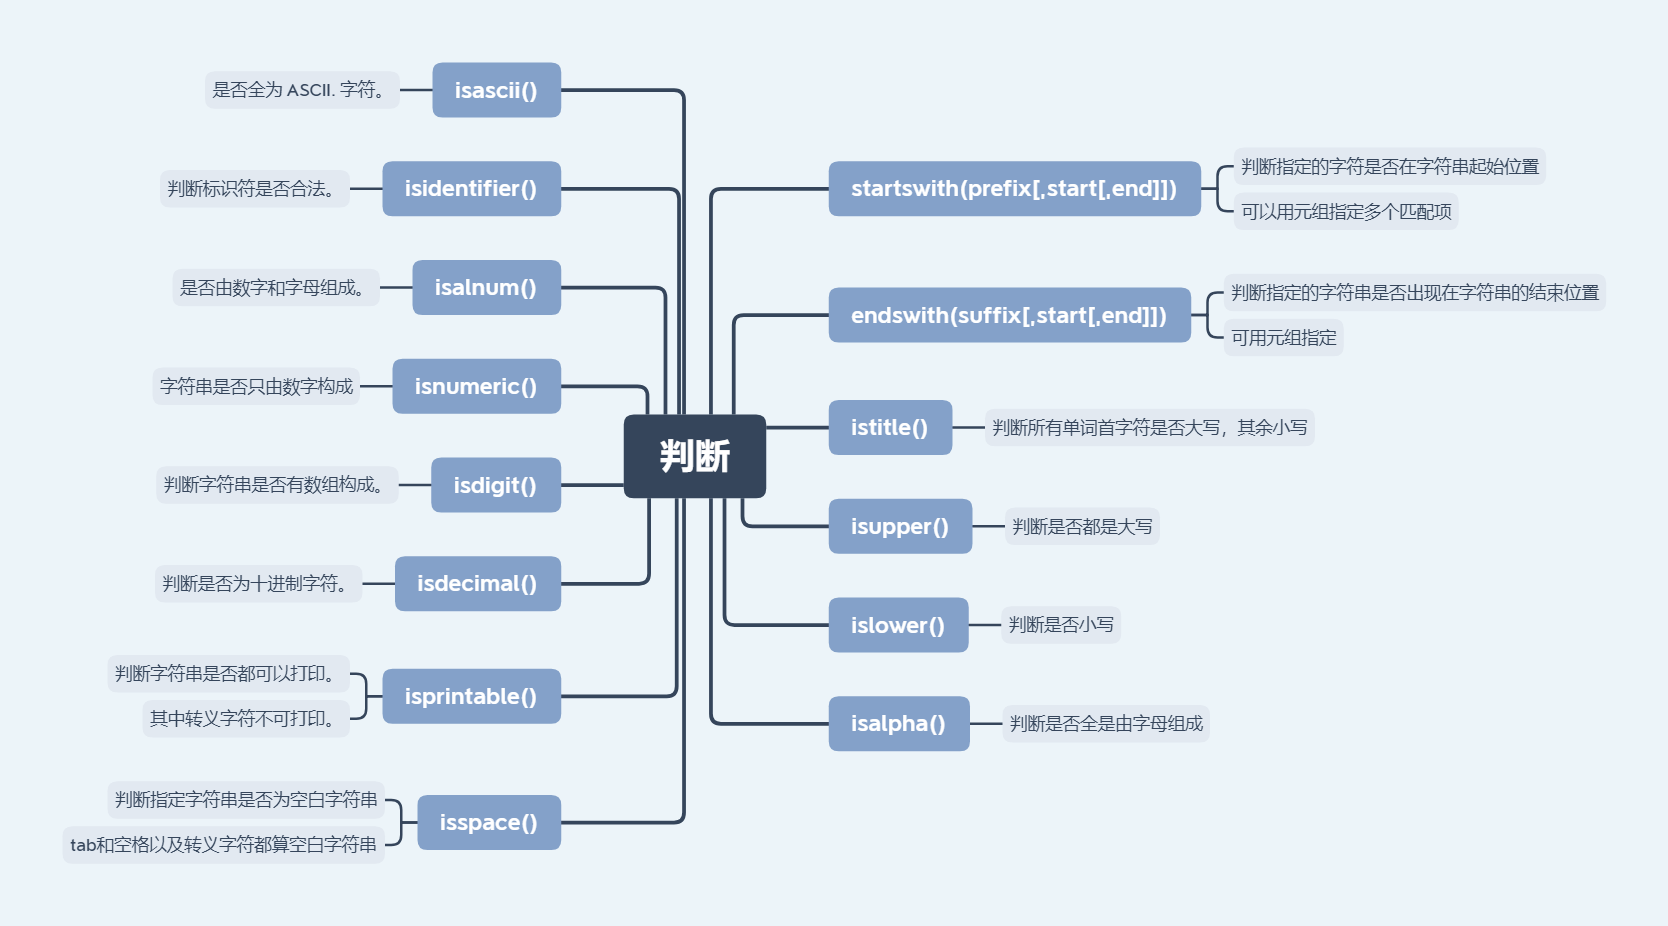 判断
startswith(prefix[,start[,end]])
判断指定的字符是否在字符串起始位置
可以用元组指定多个匹配项
endswith(suffix[,start[,end]])
判断指定的字符串是否出现在字符串的结束位置
可用元组指定
istitle()
判断所有单词首字符是否大写，其余小写
isupper()
判断是否都是大写
islower()
判断是否小写
isalpha()
判断是否全是由字母组成
isascii()
是否全为 ASCII. 字符。
isidentifier()
判断标识符是否合法。
isalnum()
是否由数字和字母组成。
isnumeric()
字符串是否只由数字构成
isdigit()
判断字符串是否有数组构成。
isdecimal()
判断是否为十进制字符。
isprintable()
判断字符串是否都可以打印。
其中转义字符不可打印。
isspace()
判断指定字符串是否为空白字符串
tab和空格以及转义字符都算空白字符串